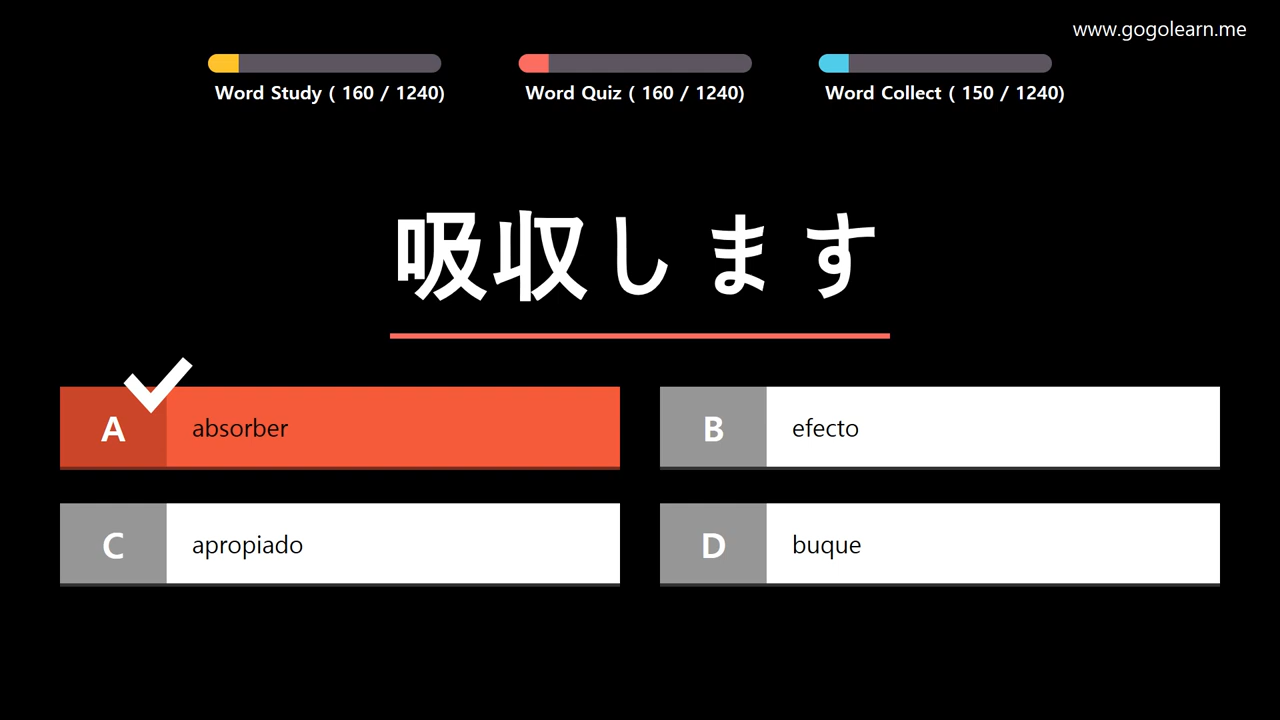 www.gogolearn.me
Word Study ( 160 / 1240)
Word Quiz ( 160 / 1240)
Word Collect ( 150 / 1240)
吸収します
A absorber
B efecto
C apropiado
D buque